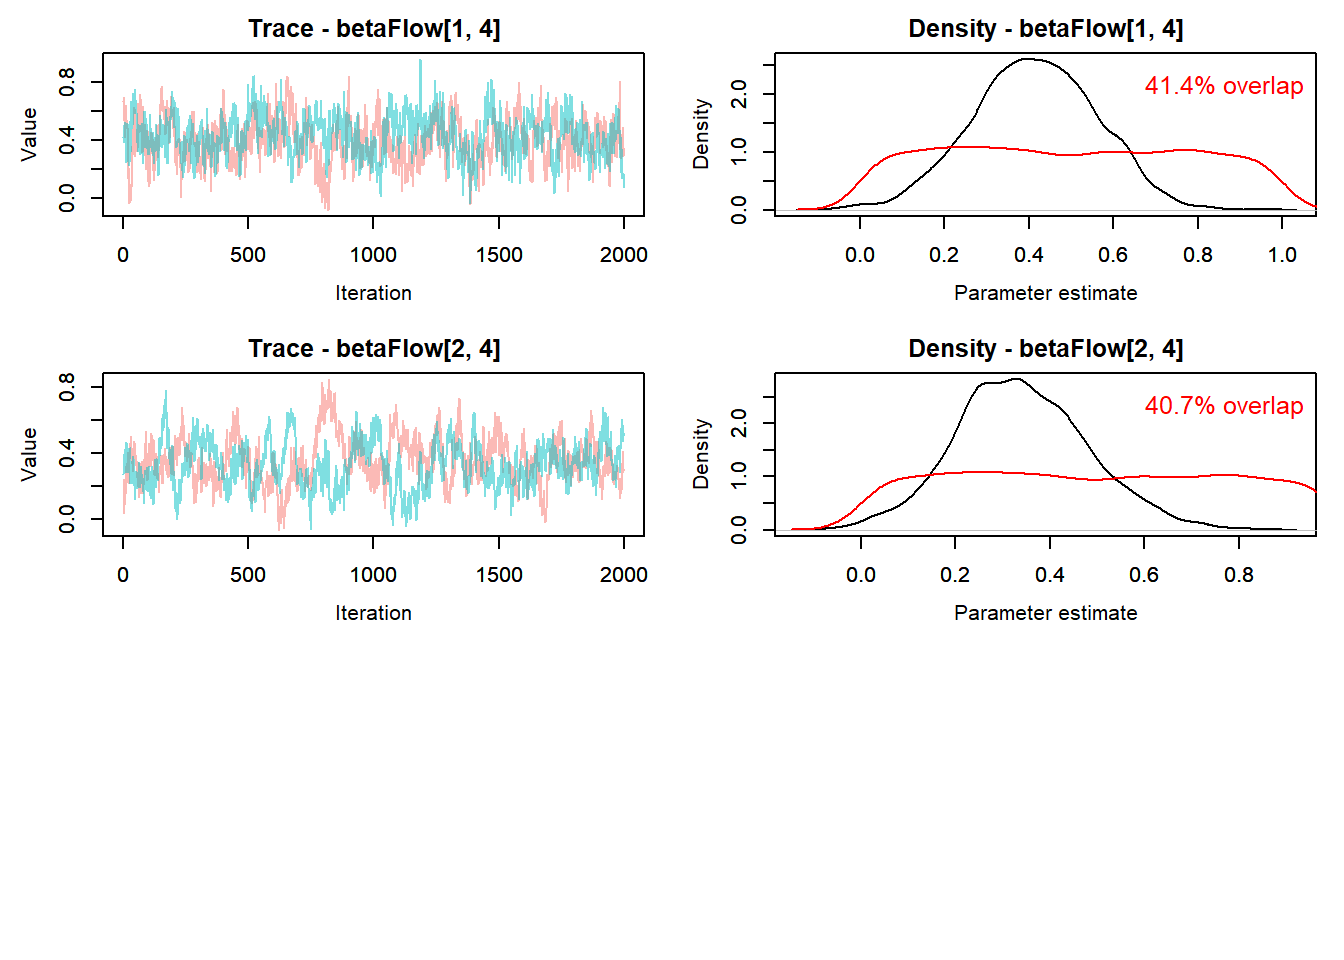 Trace - betaFlow[1, 4]
Value
0.0 0.4 0.8
0 500 1000 1500 2000
Iteration
Density - betaFlow[1, 4]
41.4% overlap
Density
0.0 1.0 2.0
0.0 0.2 0.4 0.6 0.8 1.0
Parameter estimate
Trace - betaFlow[2, 4]
Value
0.0 0.4 0.8
0 500 1000 1500 2000
Iteration
Density - betaFlow[2, 4]
40.7% overlap
Density
0.0 1.0 2.0
0.0 0.2 0.4 0.6 0.8
Parameter estimate